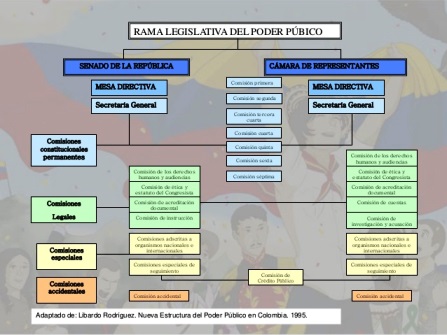 RAMA LEGISLATIVA DEL PODER PÚBICO
SENADO DE LA REPÚBLICA
CÁMARA DE REPRESENTANTES
MESA DIRECTIVA
Secretaria General
MESA DIRECTIVA
Secretaria General
Comisión primera
Comisión segunda
Comisión tercera
cuarta
Comisión cuarta
Comisión quinta
Comisión sexta
Comisión séptima
Comisiones
constitucionales
permanentes
Comisiones
Legales
Comisión de los derechos
humanos y audiencias
Comisión de ética y
estatuto del Congresista
Comisión de acreditación
documental
Comisión de instrucción
Comisión de los derechos
humanos y audiencias
Comisión de ética y
estatuto del Congresista
Comisión de acreditación
documental
Comisión de cuentas
Comisión de
investigación y acusación
Comisiones
especiales
Comisiones adscritas a
organismos nacionales e
internacionales
Comisiones especiales de
seguimiento
Comisión de
Crédito Público
Comisiones adscritas a
organismos nacionales e
internacionales
Comisiones especiales de
seguimiento
Comisiones
accidentales
Comisión accidental
Comisión accidental
Adaptado de: Libardo Rodríguez. Nueva Estructura del Poder Público en Colombia. 1995.